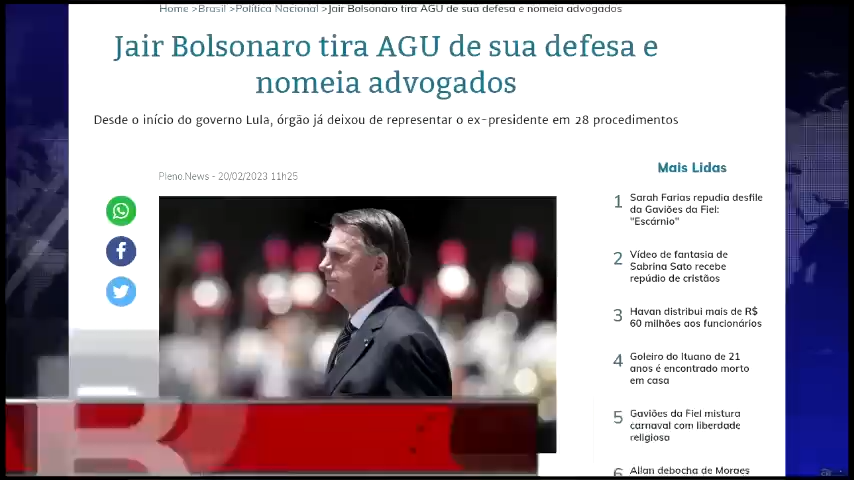 Home >Brasil >Política Nacional >Jair Bolsonaro tira AGU de sua defesa e nomeia advogados
Jair Bolsonaro tira AGU de sua defesa e
nomeia advogados
Desde o início do governo Lula, órgão já deixou de representar o ex-presidente em 28 procedimentos
Pleno.News - 20/02/2023 11h25
Mais Lidas
1 Sarah Farias repudia desfile
da Gaviões da Fiel:
"Escárnio"
2 Vídeo de fantasia de
Sabrina Sato recebe
repúdio de cristãos
3 Havan distribui mais de R$
60 milhões aos funcionários
4 Goleiro do Ituano de 21
anos é encontrado morto
em casa
5 Gaviões da Fiel mistura
carnaval com liberdade
religiosa
6 Allan debocha de Moraes